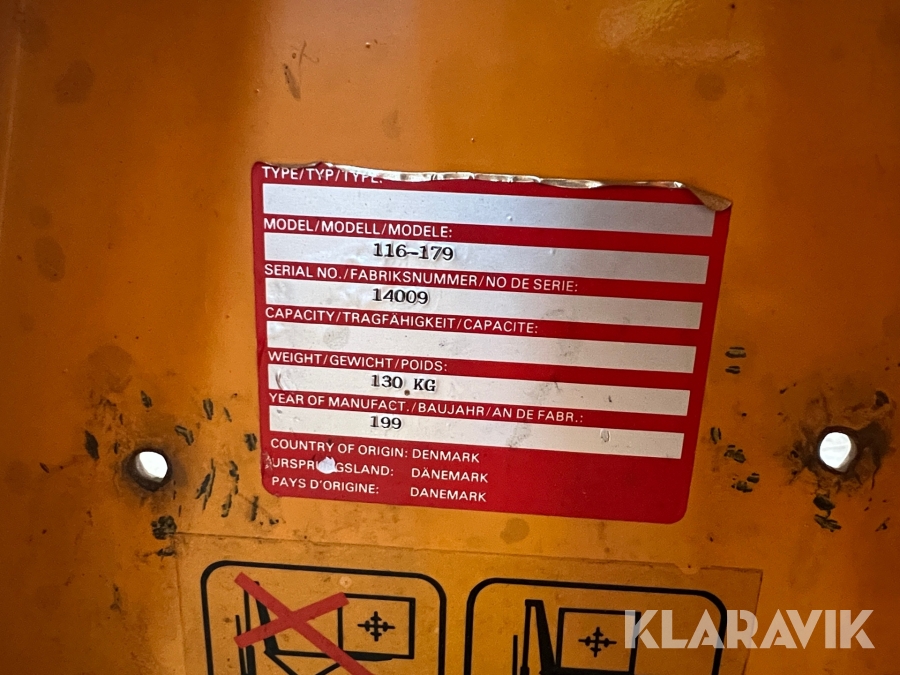 TYPE/TYP/TYPE:
MODEL/MODELL/MODELE:
116-179
SERIAL NO./FABRIKSNUMMER/NO DE SERIE:
14009
CAPACITY/TRAGFÄHIGKEIT/CAPACITE:
WEIGHT/GEWICHT/POIDS:
130 KG
YEAR OF MANUFACT./BAUJAHR/AN DE FABR.:
199
COUNTRY OF ORIGIN: DENMARK
URSPRUNGSLAND: DÄNEMARK
PAYS D'ORIGINE: DANEMARK
KLARAVIK